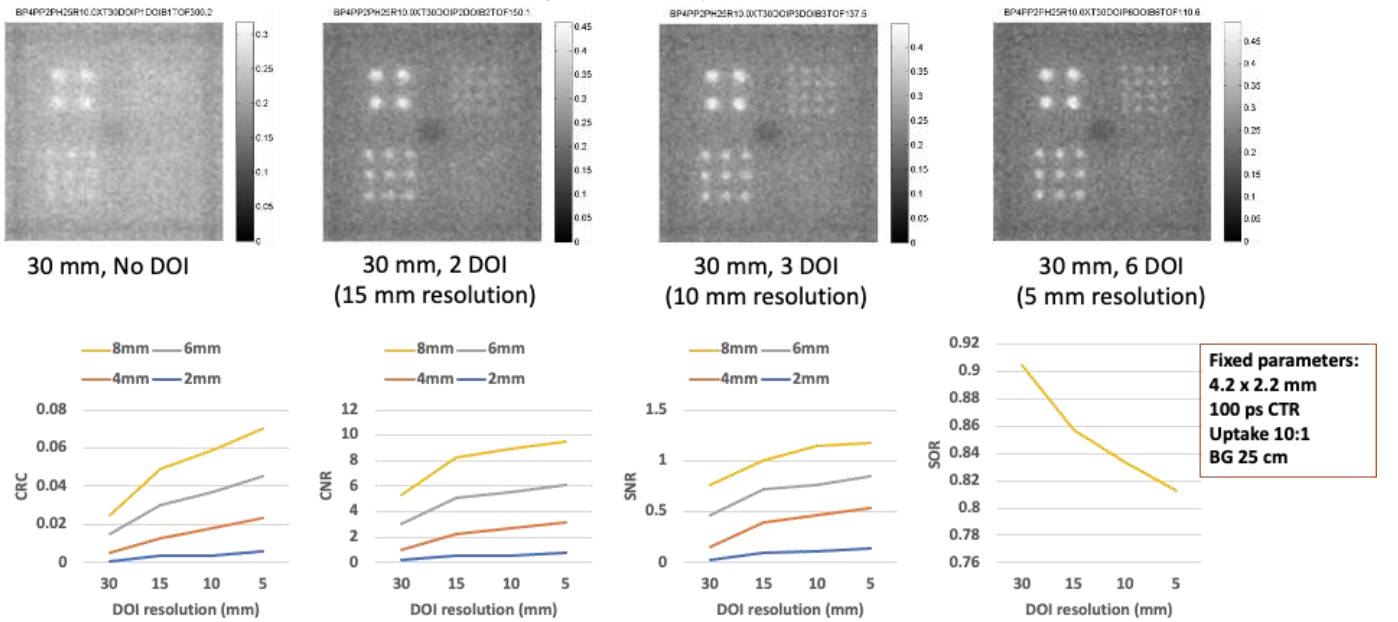 BP4PP2PH25R10.0XT30DOIP1DOIB1TOF300.2
BP4PP2PH25R10.0XT30DOIP2DOIB2TOF150.1
BP4PP2PH25R10.0XT30DOIP3DOIB3TOF137.5
BP4PP2PH25R10.0XT30DOIP6DOIB6TOF110.6
0.3
0.25
0.2
0.15
0.1
0.05
0
0.45
0.4
0.35
0.3
0.25
0.2
0.15
0.1
0.05
0
0.4
0.35
0.3
0.25
0.2
0.15
0.1
0.05
0
0.45
0.4
0.35
0.3
0.25
0.2
0.15
0.1
0.05
0
30 mm, No DOI
30 mm, 2 DOI
(15 mm resolution)
30 mm, 3 DOI
(10 mm resolution)
30 mm, 6 DOI
(5 mm resolution)
8mm 6mm
4mm 2mm
0.08
0.06
0.04
0.02
0
CRC
30 15 10 5
DOI resolution (mm)
8mm 6mm
4mm 2mm
12
10
8
6
4
2
0
CNR
30 15 10 5
DOI resolution (mm)
8mm 6mm
4mm 2mm
1.5
1
0.5
0
SNR
30 15 10 5
DOI resolution (mm)
0.92
0.9
0.88
0.86
0.84
0.82
0.8
0.78
0.76
SOR
30 15 10 5
DOI resolution (mm)
Fixed parameters:
4.2 x 2.2 mm
100 ps CTR
Uptake 10:1
BG 25 cm